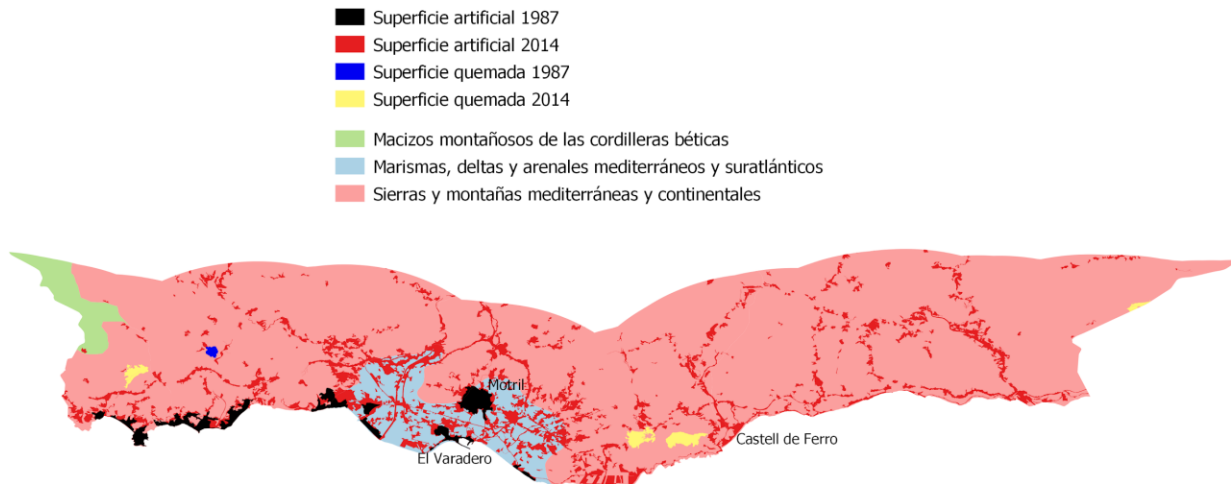 Superficie artificial 1987
Superficie artificial 2014
Superficie quemada 1987
Superficie quemada 2014
Macizos montañosos de las cordilleras béticas
Marismas, deltas y arenales mediterráneos y suratlánticos
Sierras y montañas mediterráneas y continentales
Motril
Castell de Ferro
El Varadero